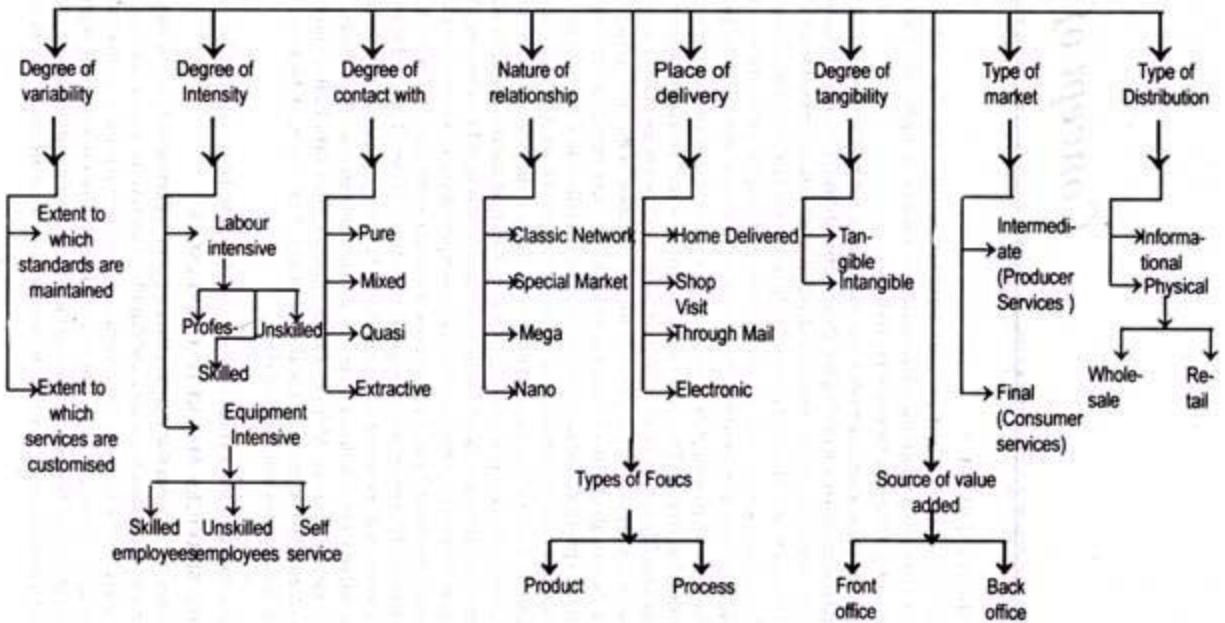 Degree of
variability
Degree of
Intensity
Degree of
contact with
Nature of
relationship
Place of
delivery
Degree of
tangibility
Type of
market
Type of
Distribution
Extent to
which
standards are
maintained
Extent to
which
services are
customised
Labour
intensive
Profes-
Unskilled
Skilled
Equipment
Intensive
Skilled
employees
Unskilled
employees
Self
service
Pure
Mixed
Quasi
Extractive
Classic Network
Special Market
Mega
Nano
Home Delivered
Shop
Visit
Through Mail
Electronic
Tan-
gible
Intangible
Intermedi-
ate
(Producer
Services )
Final
(Consumer
services)
Informa-
tional
Physical
Whole-
sale
Re-
tail
Types of Foucs
Product
Process
Source of value
added
Front
office
Back
office